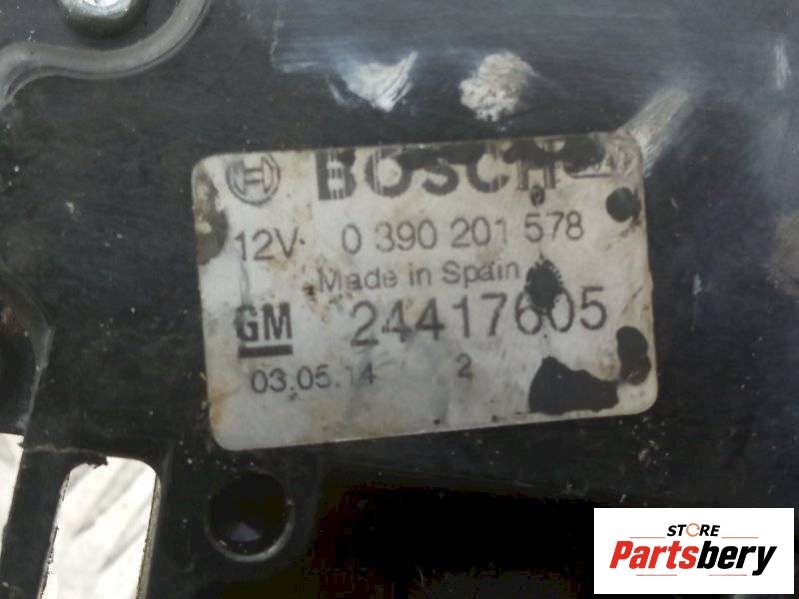 BOSCH
12V 0 390 201 578
Made in Spain
GM 24417605
03.05.14 2
STORE
Partsbery